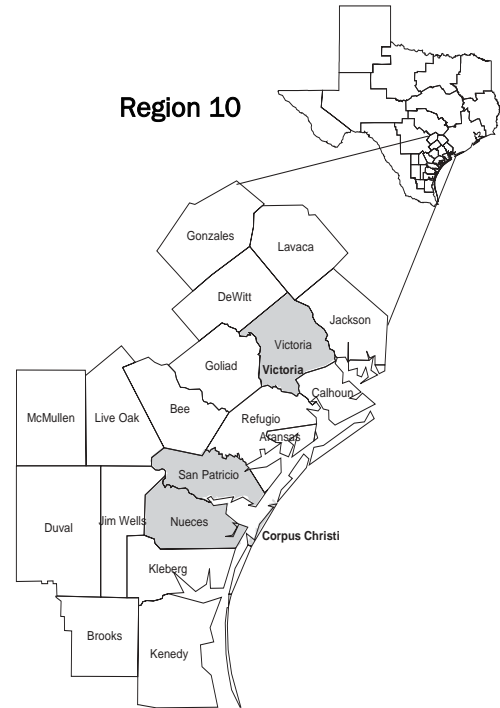 Region 10
Gonzales
Lavaca
DeWitt
Jackson
Victoria
Goliad
Victoria
Calhoun
Bee
McMullen
Live Oak
Refugio
Aransas
San Patricio
Duval
Jim Wells
Nueces
Corpus Christi
Kleberg
Brooks
Kenedy